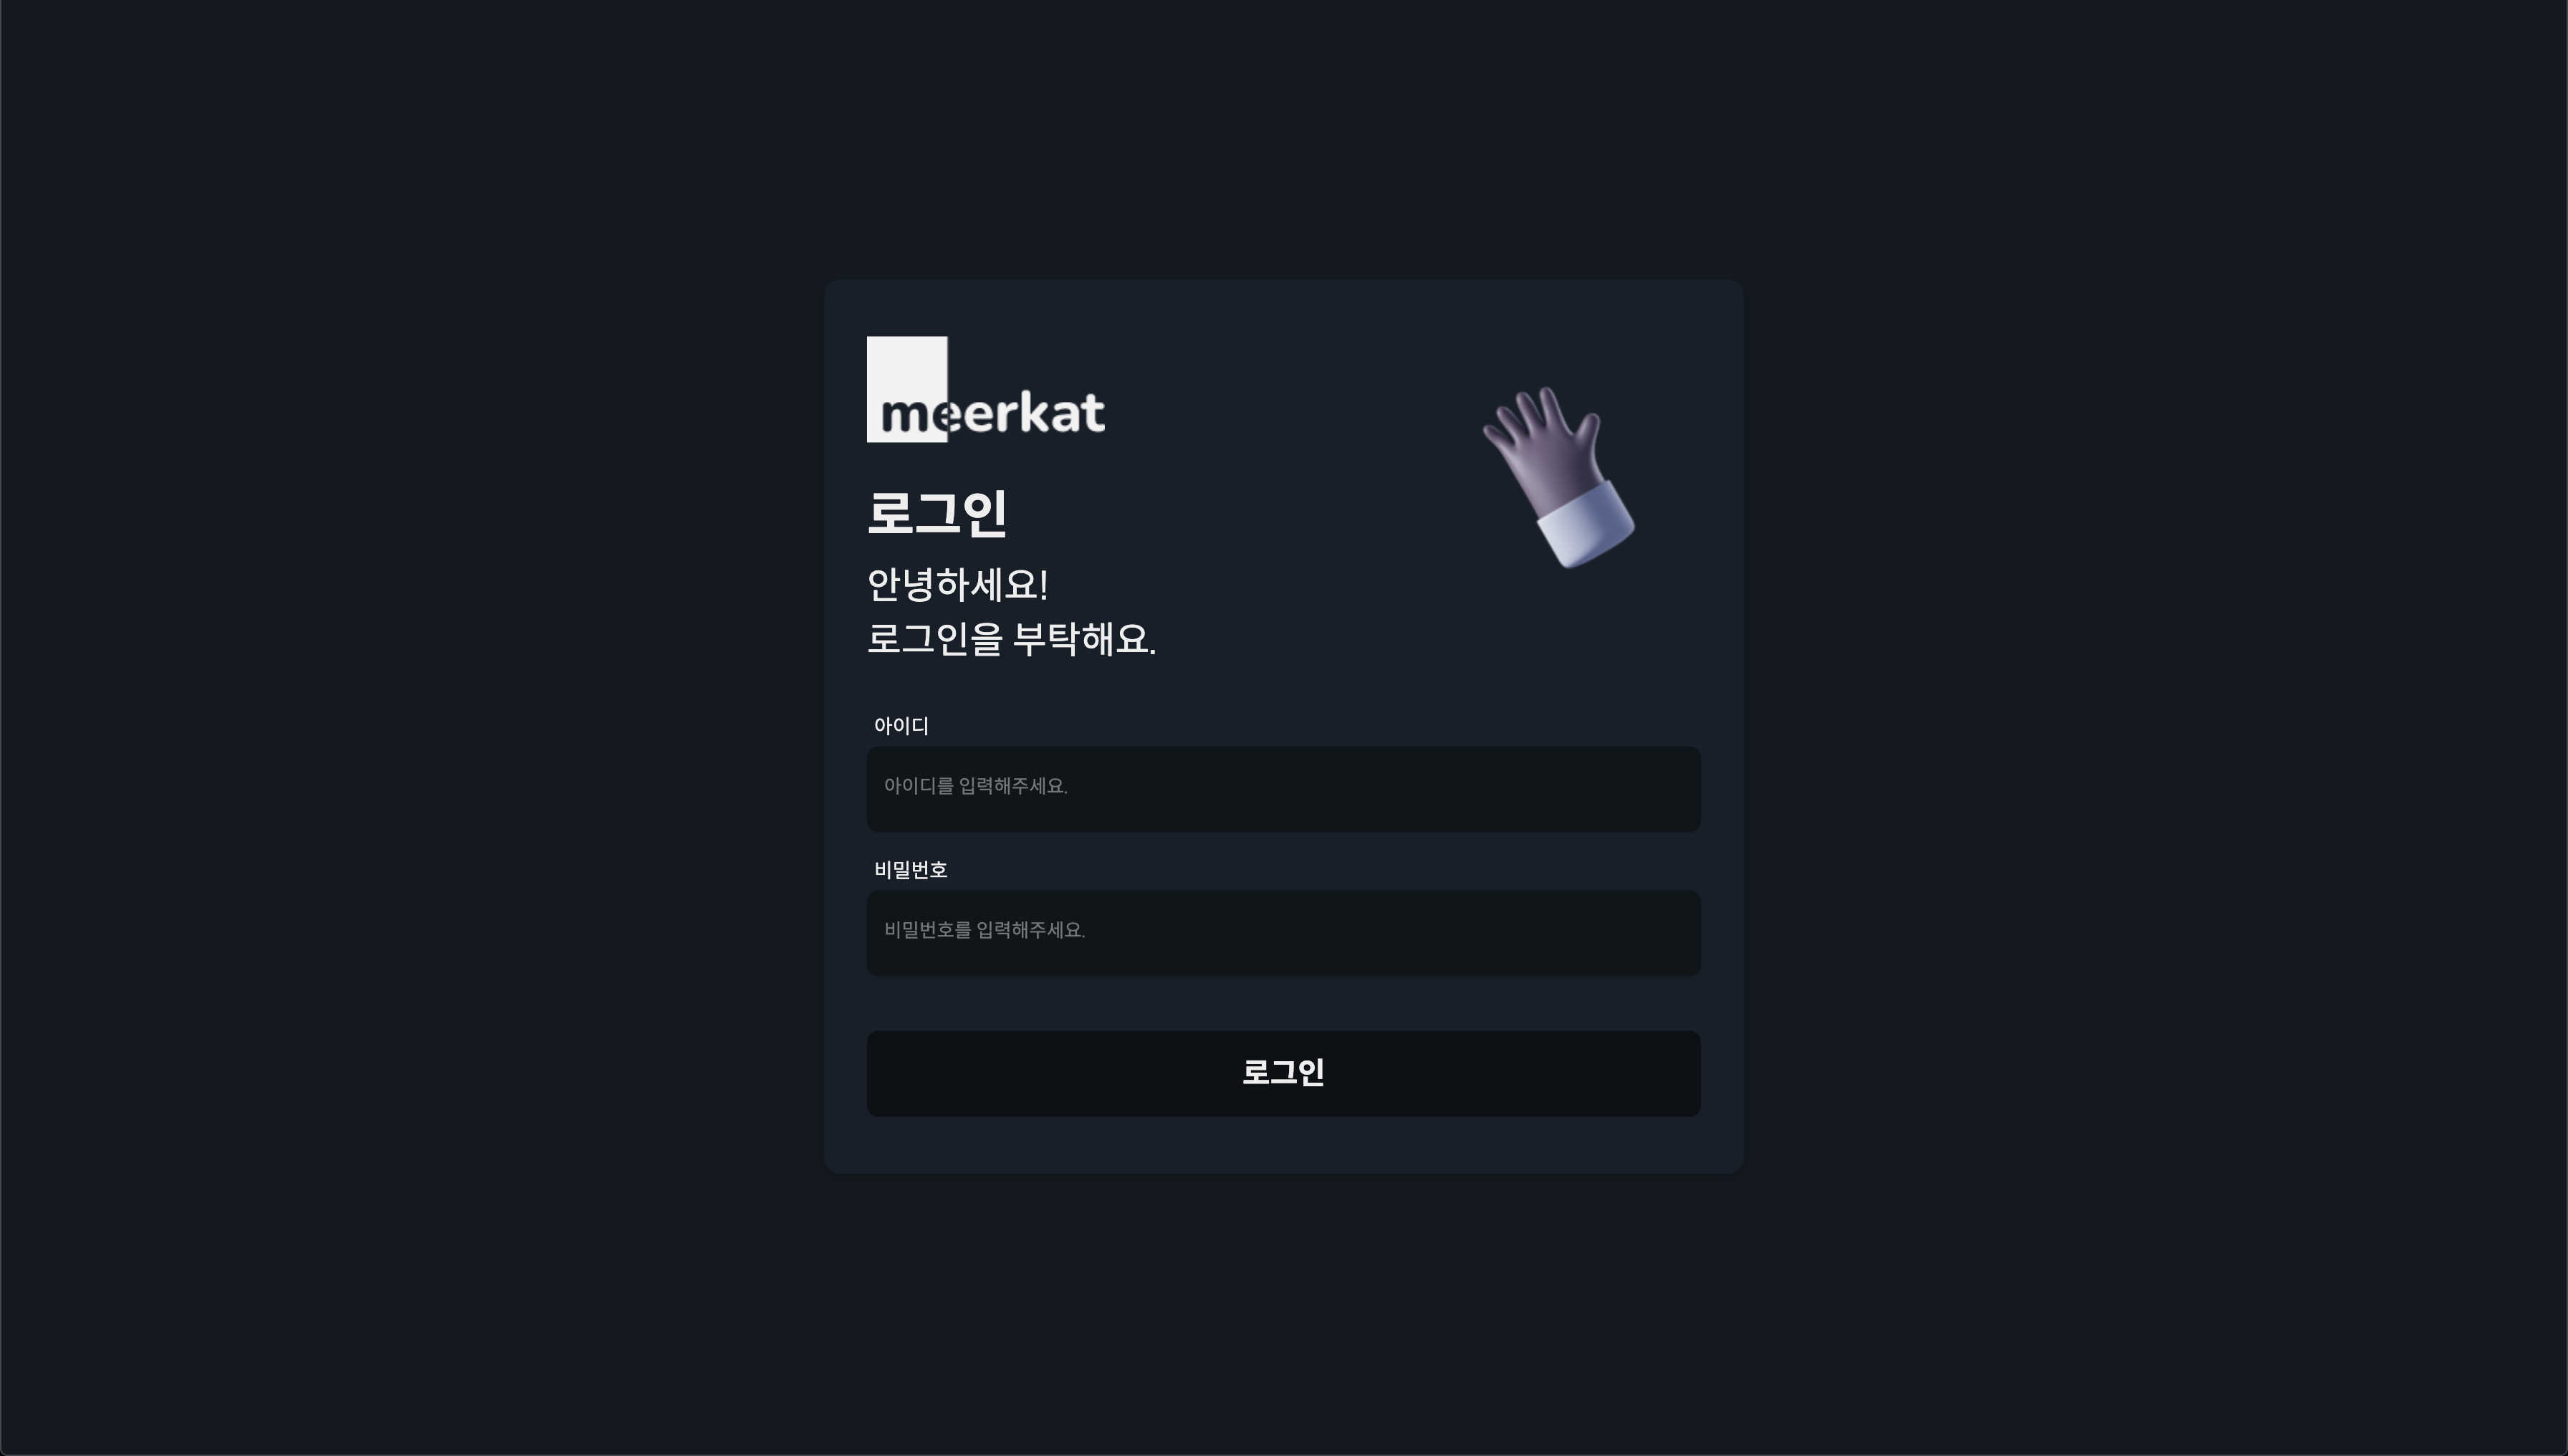 meerkat
로그인
안녕하세요!
로그인을 부탁해요.
아이디
아이디를 입력해주세요.
비밀번호
비밀번호를 입력해주세요.
로그인